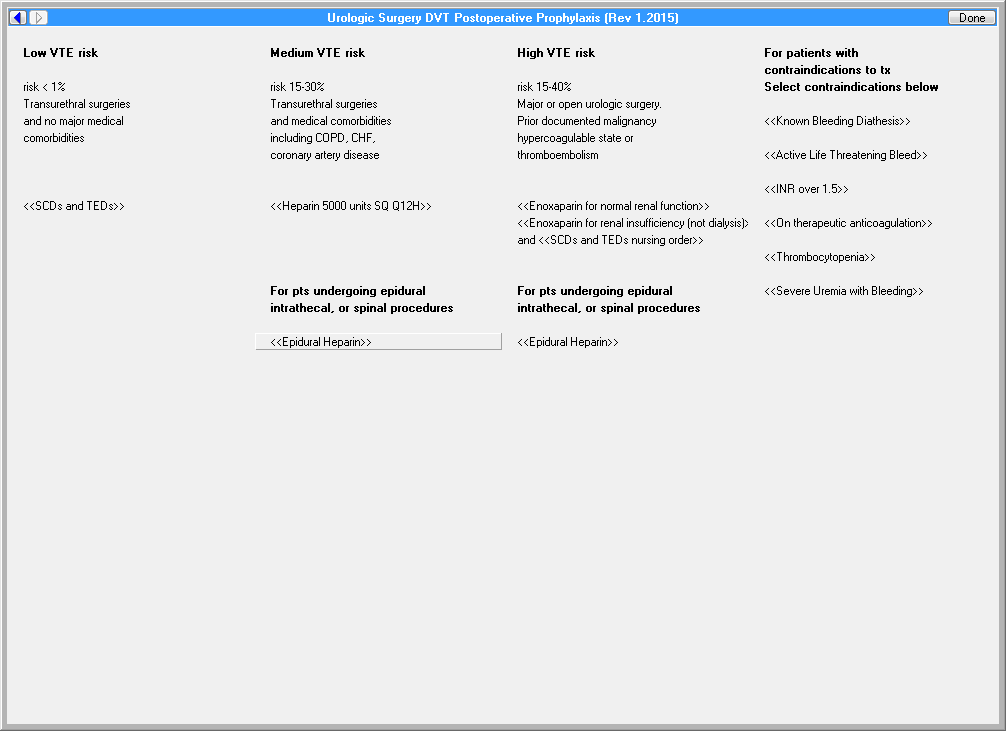 Urologic Surgery DVT Postoperative Prophylaxis (Rev 1.2015)
Done
Low VTE risk
risk < 1%
Transurethral surgeries
and no major medical
comorbidities
<<SCDs and TEDs>>
Medium VTE risk
risk 15-30%
Transurethral surgeries
and medical comorbidities
including COPD, CHF,
coronary artery disease
<<Heparin 5000 units SQ Q12H>>
For pts undergoing epidural
intrathecal, or spinal procedures
<<Epidural Heparin>>
High VTE risk
risk 15-40%
Major or open urologic surgery.
Prior documented malignancy
hypercoagulable state or
thromboembolism
<<Enoxaparin for normal renal function>>
<<Enoxaparin for renal insufficiency (not dialysis)>
and <<SCDs and TEDs nursing order>>
For pts undergoing epidural
intrathecal, or spinal procedures
<<Epidural Heparin>>
For patients with
contraindications to tx
Select contraindications below
<<Known Bleeding Diathesis>>
<<Active Life Threatening Bleed>>
<<INR over 1.5>>
<<On therapeutic anticoagulation>>
<<Thrombocytopenia>>
<<Severe Uremia with Bleeding>>